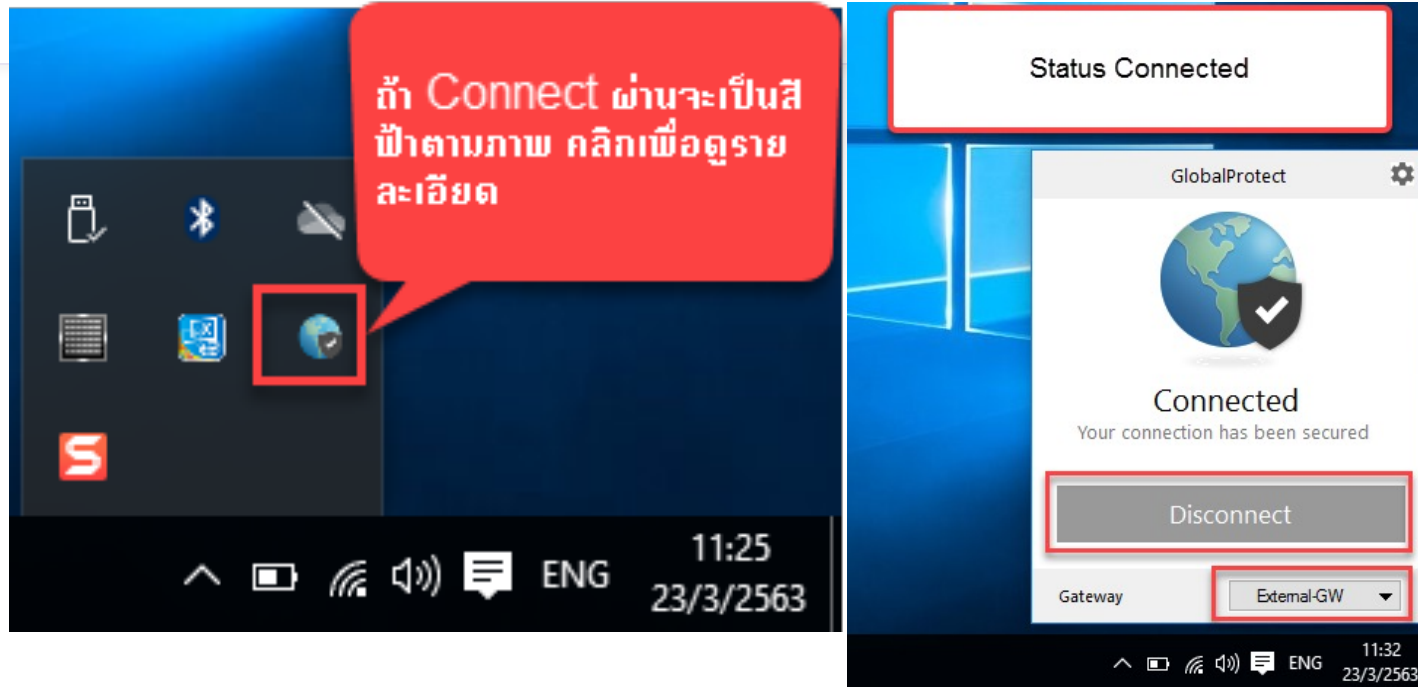 ถ้า Connect ผ่านจะเป็นสี
ฟ้าตามภาพ คลิกเพื่อดูราย
ละเอียด
EX
S
ENG
11:25
23/3/2563
Status Connected
GlobalProtect
Connected
Your connection has been secured
Disconnect
Gateway
External-GW
ENG
11:32
23/3/2563